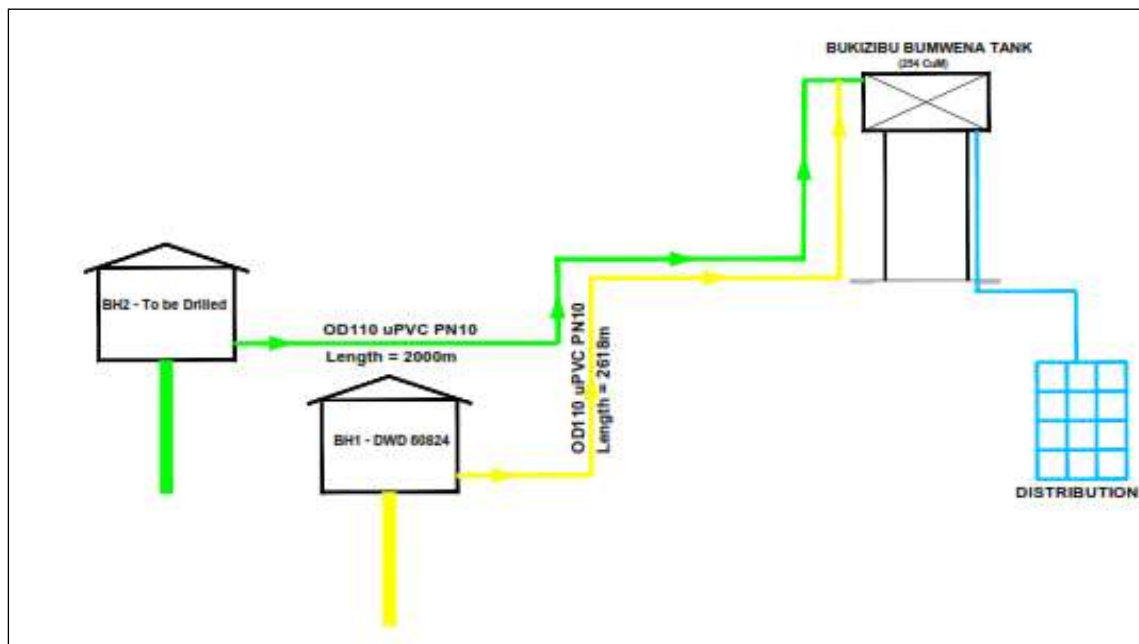 BUKIZIBU BUMWENA TANK
(254 CuM)
BH2 - To be Drilled
OD110 uPVC PN10
Length = 2000m
OD110 uPVC PN10
Length = 2618m
BH1 - DWD 60824
DISTRIBUTION